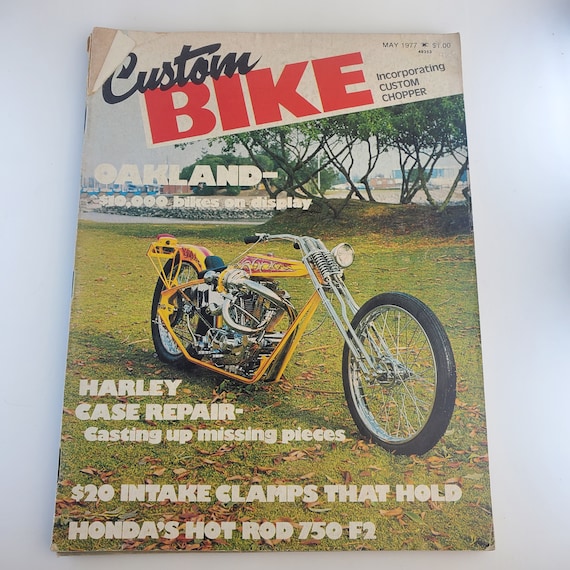 MAY 1977 $1.00
48323
Custom
BIKE
Incorporating
CUSTOM
CHOPPER
OAKLAND-
$10,000 bikes on display
HARLEY
CASE REPAIR-
Casting up missing pieces
$20 INTAKE CLAMPS THAT HOLD
HONDA'S HOT ROD 750 F2